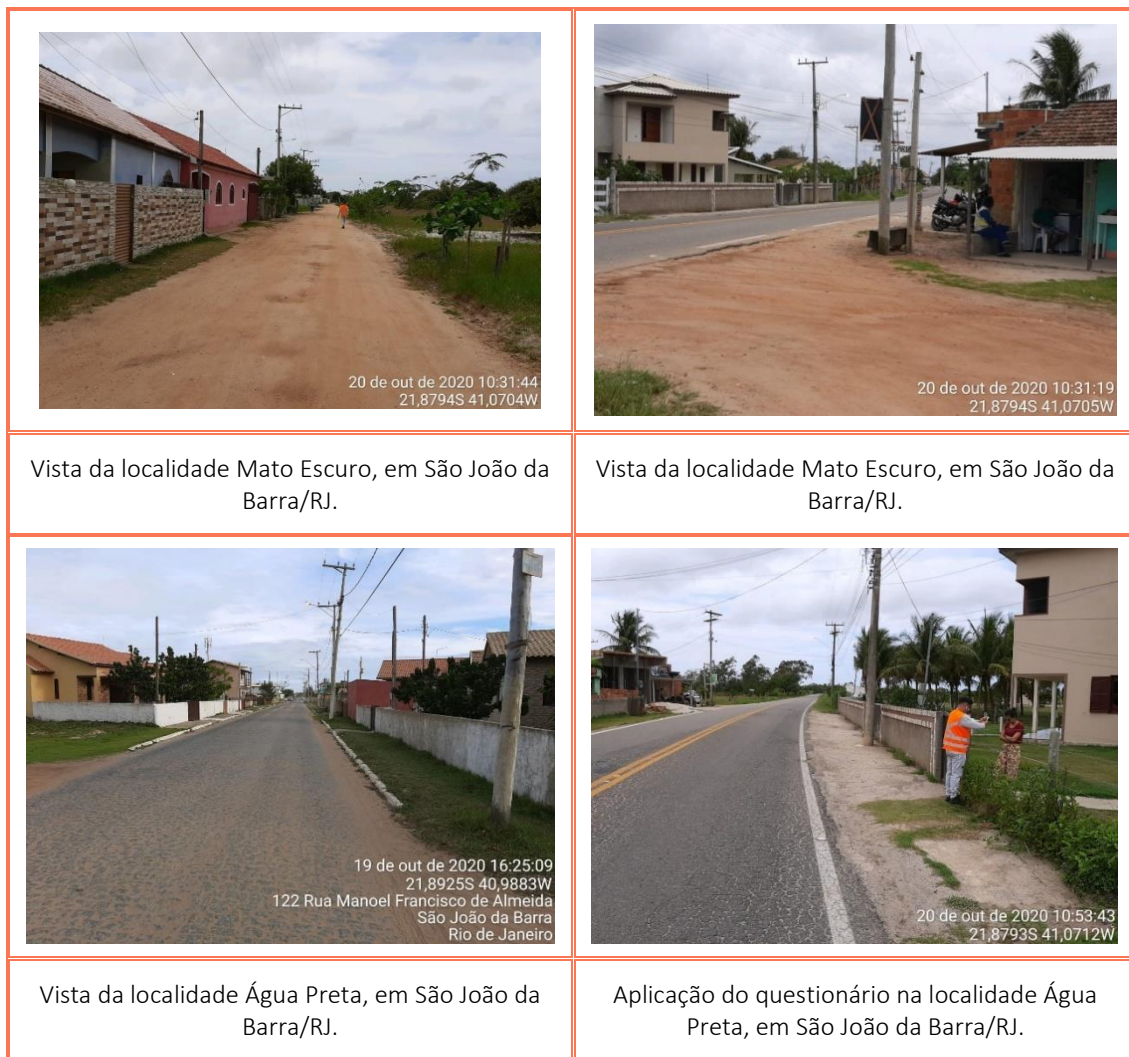 20 de out de 2020 10:31:44
21,8794S 41,0704W
20 de out de 2020 10:31:19
21,8794S 41,0705W
Vista da localidade Mato Escuro, em São João da
Barra/RJ.
Vista da localidade Mato Escuro, em São João da
Barra/RJ.
19 de out de 2020 16:25:09
21,8925S 40,9883W
122 Rua Manoel Francisco de Almeida
São João da Barra
Rio de Janeiro
20 de out de 2020 10:53:43
21,8793S 41,0712W
Vista da localidade Água Preta, em São João da
Barra/RJ.
Aplicação do questionário na localidade Água
Preta, em São João da Barra/RJ.